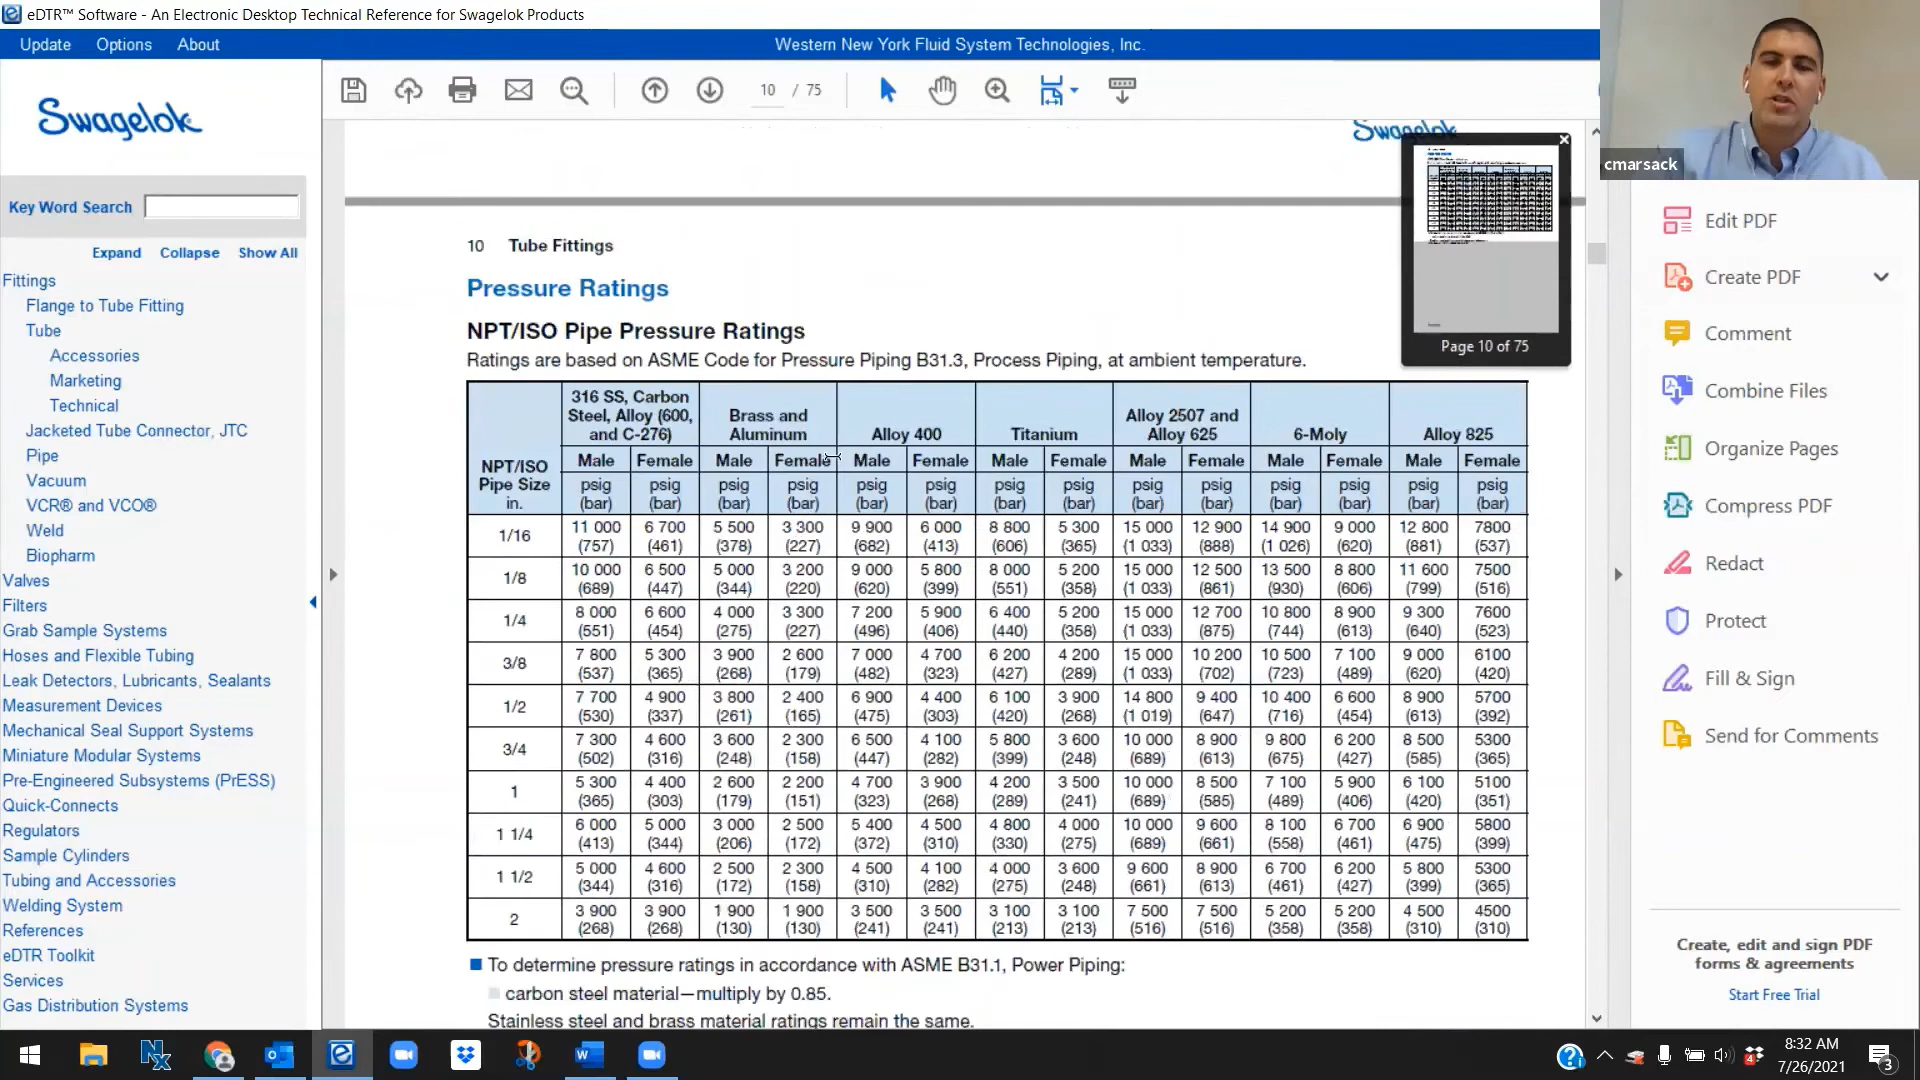 eDTR™ Software - An Electronic Desktop Technical Reference for Swagelok Products
Update Options About Western New York Fluid System Technologies, Inc.
Swagelok
10 / 75
Key Word Search
Expand Collapse Show All
Fittings
Flange to Tube Fitting
Tube
Accessories
Marketing
Technical
Jacketed Tube Connector, JTC
Pipe
Vacuum
VCR® and VCO®
Weld
Biopharm
Valves
Filters
Grab Sample Systems
Hoses and Flexible Tubing
Leak Detectors, Lubricants, Sealants
Measurement Devices
Mechanical Seal Support Systems
Miniature Modular Systems
Pre-Engineered Subsystems (PrESS)
Quick-Connects
Regulators
Sample Cylinders
Tubing and Accessories
Welding System
References
eDTR Toolkit
Services
Gas Distribution Systems
Swagelok
10 Tube Fittings
Pressure Ratings
NPT/ISO Pipe Pressure Ratings
Ratings are based on ASME Code for Pressure Piping B31.3, Process Piping, at ambient temperature.
NPT/ISO
Pipe Size
in.
316 SS, Carbon
Steel, Alloy (600,
and C-276)
Brass and
Aluminum
Alloy 400
Titanium
Alloy 2507 and
Alloy 625
6-Moly
Alloy 825
Male Female Male Female Male Female Male Female Male Female Male Female Male Female
psig psig psig psig psig psig psig psig psig psig psig psig psig psig
(bar) (bar) (bar) (bar) (bar) (bar) (bar) (bar) (bar) (bar) (bar) (bar) (bar) (bar)
1/16
11 000 6 700 5 500 3 300 9 900 6 000 8 800 5 300 15 000 12 900 14 900 9 000 12 800 7800
(757) (461) (378) (227) (682) (413) (606) (365) (1 033) (888) (1 026) (620) (881) (537)
1/8
10 000 6 500 5 000 3 200 9 000 5 800 8 000 5 200 15 000 12 500 13 500 8 800 11 600 7500
(689) (447) (344) (220) (620) (399) (551) (358) (1 033) (861) (930) (606) (799) (516)
1/4
8 000 6 600 4 000 3 300 7 200 5 900 6 400 5 200 15 000 12 700 10 800 8 900 9 300 7600
(551) (454) (275) (227) (496) (406) (440) (358) (1 033) (875) (744) (613) (640) (523)
3/8
7 800 5 300 3 900 2 600 7 000 4 700 6 200 4 200 15 000 10 200 10 500 7 100 9 000 6100
(537) (365) (268) (179) (482) (323) (427) (289) (1 033) (702) (723) (489) (620) (420)
1/2
7 700 4 900 3 800 2 400 6 900 4 400 6 100 3 900 14 800 9 400 10 400 6 600 8 900 5700
(530) (337) (261) (165) (475) (303) (420) (268) (1 019) (647) (716) (454) (613) (392)
3/4
7 300 4 600 3 600 2 300 6 500 4 100 5 800 3 600 10 000 8 900 9 800 6 200 8 500 5300
(502) (316) (248) (158) (447) (282) (399) (248) (689) (613) (675) (427) (585) (365)
1
5 300 4 400 2 600 2 200 4 700 3 900 4 200 3 500 10 000 8 500 7 100 5 900 6 100 5100
(365) (303) (179) (151) (323) (268) (289) (241) (689) (585) (489) (406) (420) (351)
1 1/4
6 000 5 000 3 000 2 500 5 400 4 500 4 800 4 000 10 000 9 600 8 100 6 700 6 900 5800
(413) (344) (206) (172) (372) (310) (330) (275) (689) (661) (558) (461) (475) (399)
1 1/2
5 000 4 600 2 500 2 300 4 500 4 100 4 000 3 600 9 600 8 900 6 700 6 200 5 800 5300
(344) (316) (172) (158) (310) (282) (275) (248) (661) (613) (461) (427) (399) (365)
2
3 900 3 900 1 900 1 900 3 500 3 500 3 100 3 100 7 500 7 500 5 200 5 200 4 500 4500
(268) (268) (130) (130) (241) (241) (213) (213) (516) (516) (358) (358) (310) (310)
To determine pressure ratings in accordance with ASME B31.1, Power Piping:
carbon steel material—multiply by 0.85.
Stainless steel and brass material ratings remain the same.
Page 10 of 75
cmarsack
Edit PDF
Create PDF
Comment
Combine Files
Organize Pages
Compress PDF
Redact
Protect
Fill & Sign
Send for Comments
Create, edit and sign PDF
forms & agreements
Start Free Trial
8:32 AM
7/26/2021
3